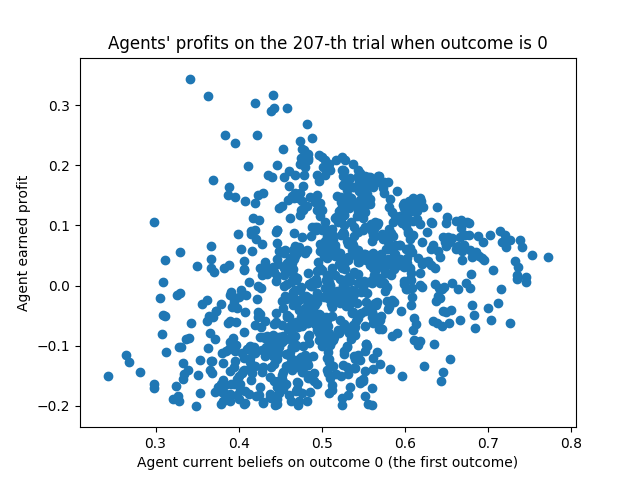 Agents' profits on the 207-th trial when outcome is 0
Agent earned profit
0.3
0.2
0.1
0.0
−0.1
−0.2
0.3 0.4 0.5 0.6 0.7 0.8
Agent current beliefs on outcome 0 (the first outcome)